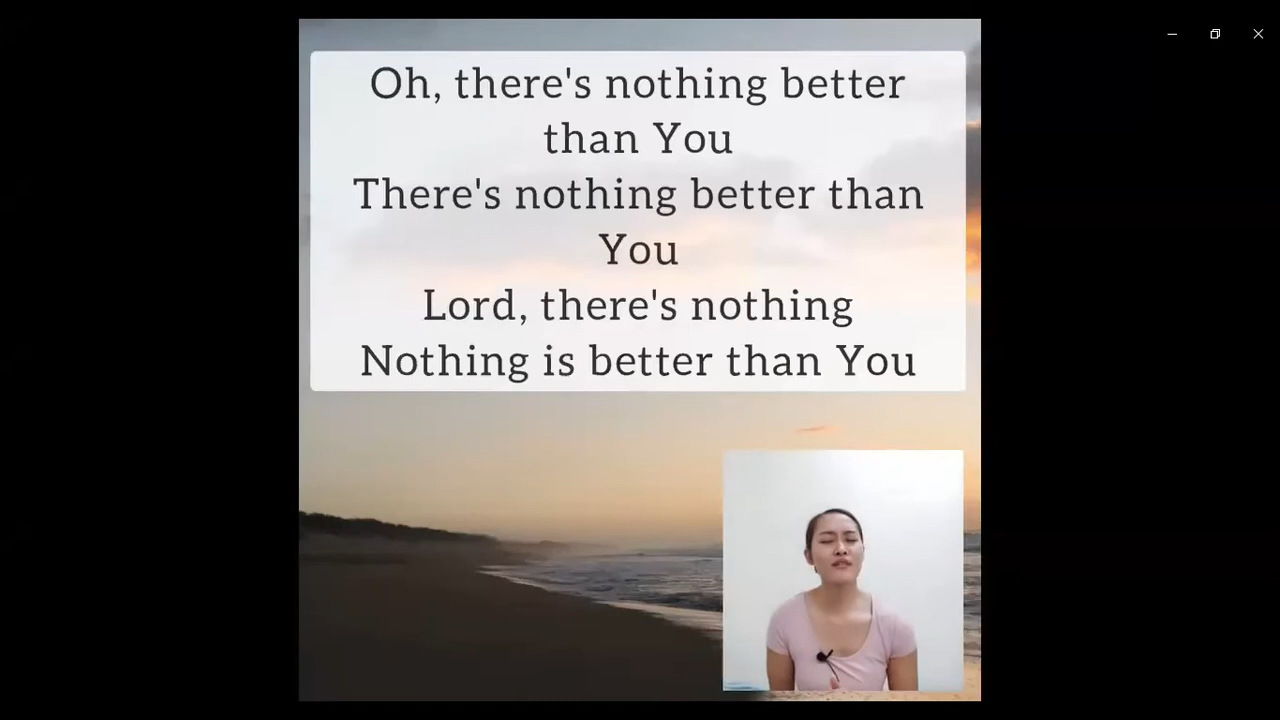 Oh, there's nothing better
than You
There's nothing better than
You
Lord, there's nothing
Nothing is better than You